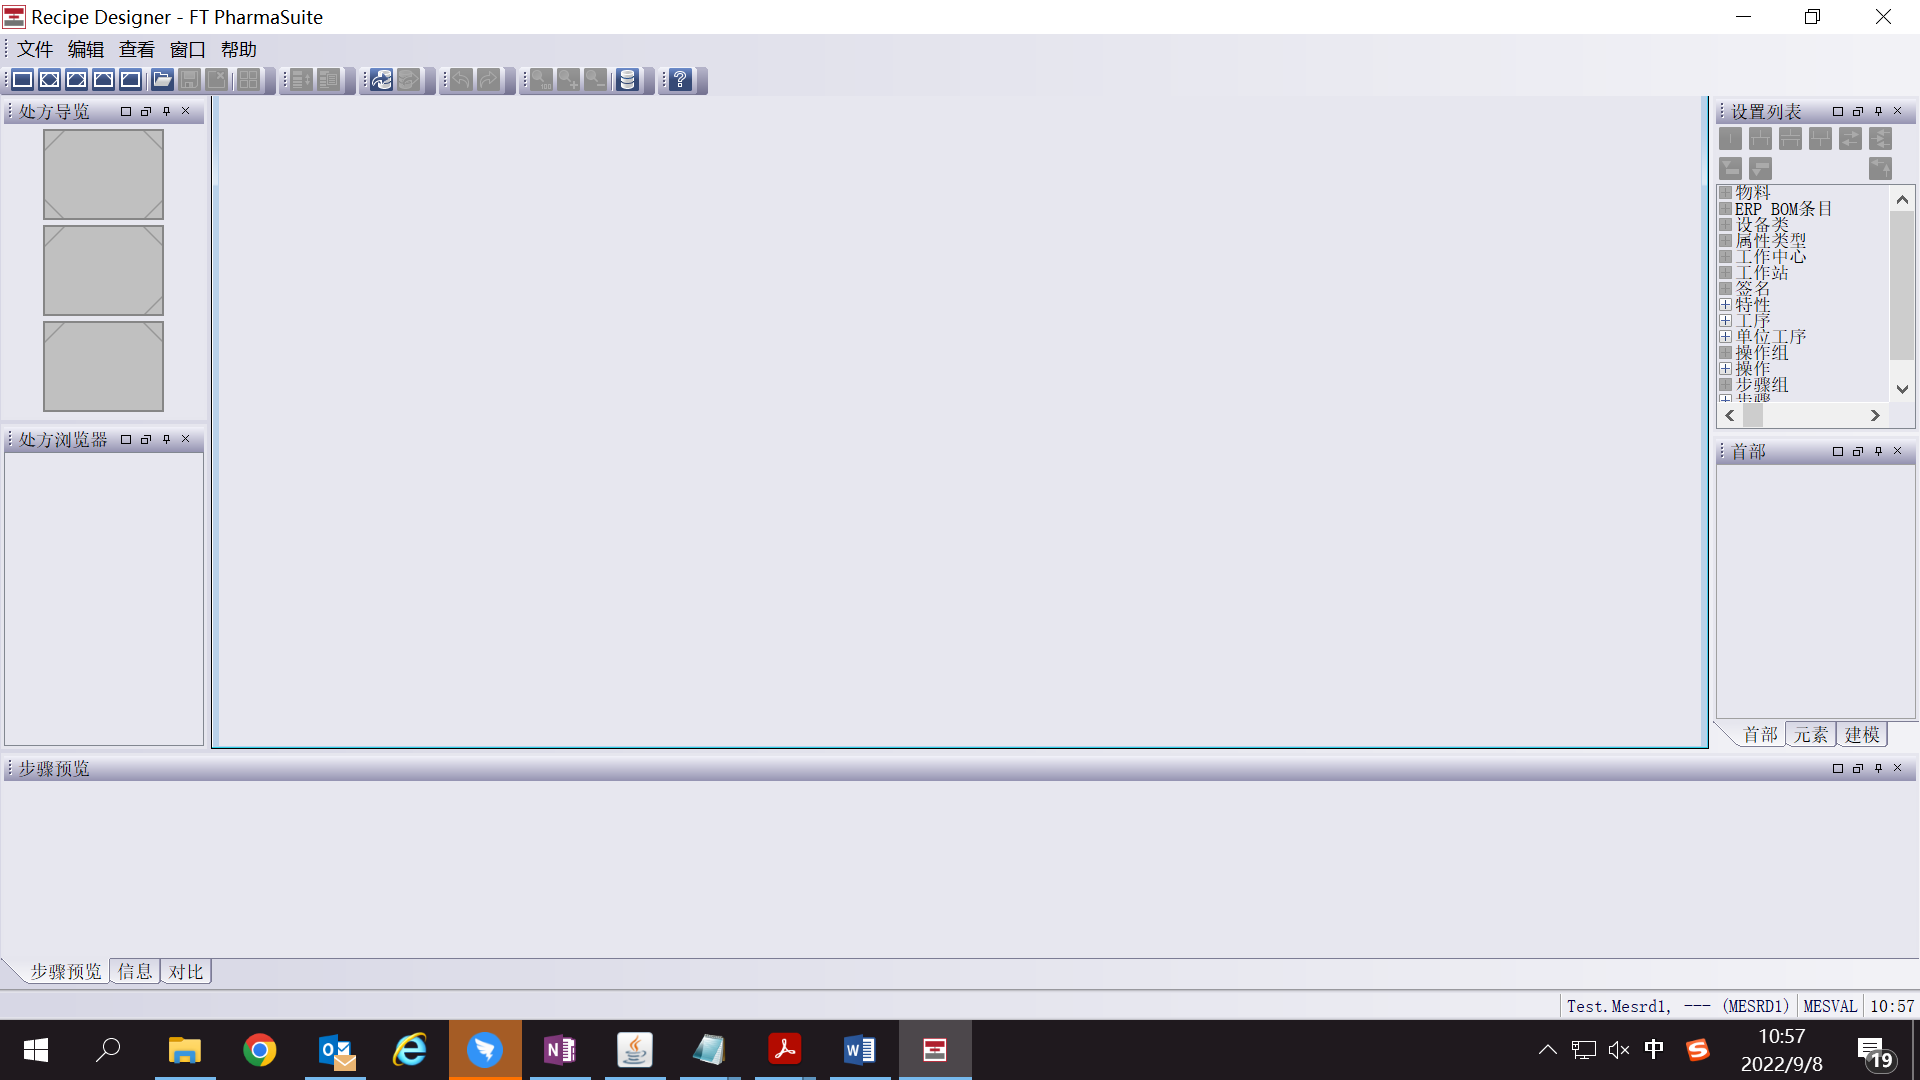 Recipe Designer - FT PharmaSuite
文件 编辑 查看 窗口 帮助
处方导览
设置列表
物料
ERP BOM条目
设备类
属性类型
工作中心
工作站
签名
特性
工序
单位工序
操作组
操作
步骤组
步骤
处方浏览器
首部
首部 元素 建模
步骤预览
步骤预览 信息 对比
Test.Mesrd1, --- (MESRD1) MESVAL 10:57
中
10:57
2022/9/8
19